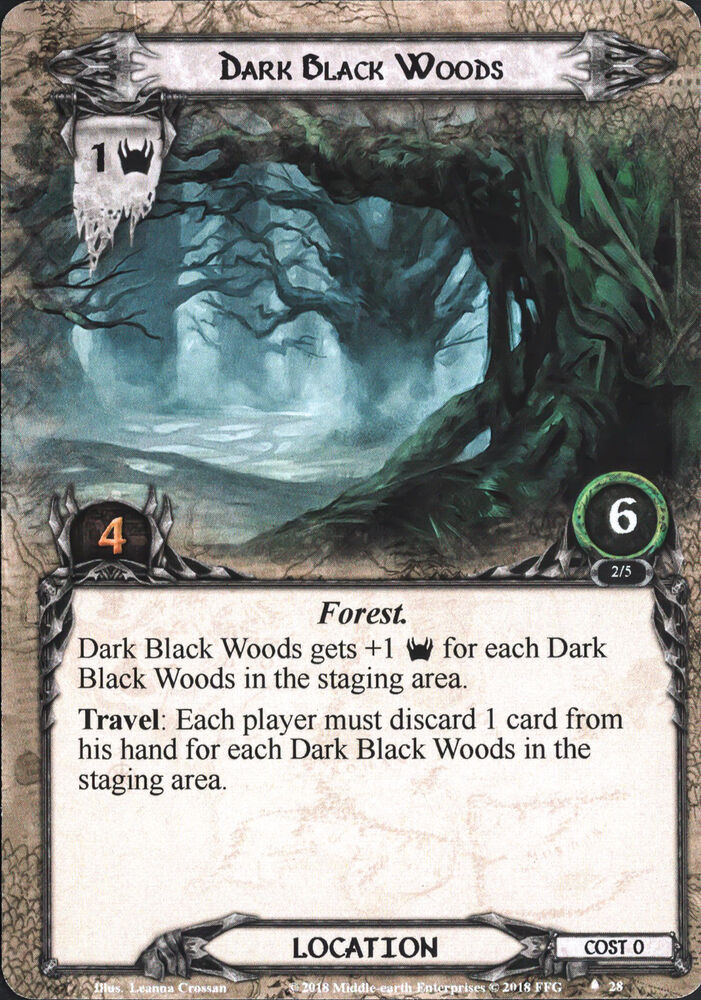 DARK BLACK WOODS
1
4
6
2/5
Forest.
Dark Black Woods gets +1 for each Dark
Black Woods in the staging area.
Travel: Each player must discard 1 card from
his hand for each Dark Black Woods in the
staging area.
LOCATION
COST 0
Illus. Leanna Crossan © 2018 Middle-earth Enterprises © 2018 FFG 28